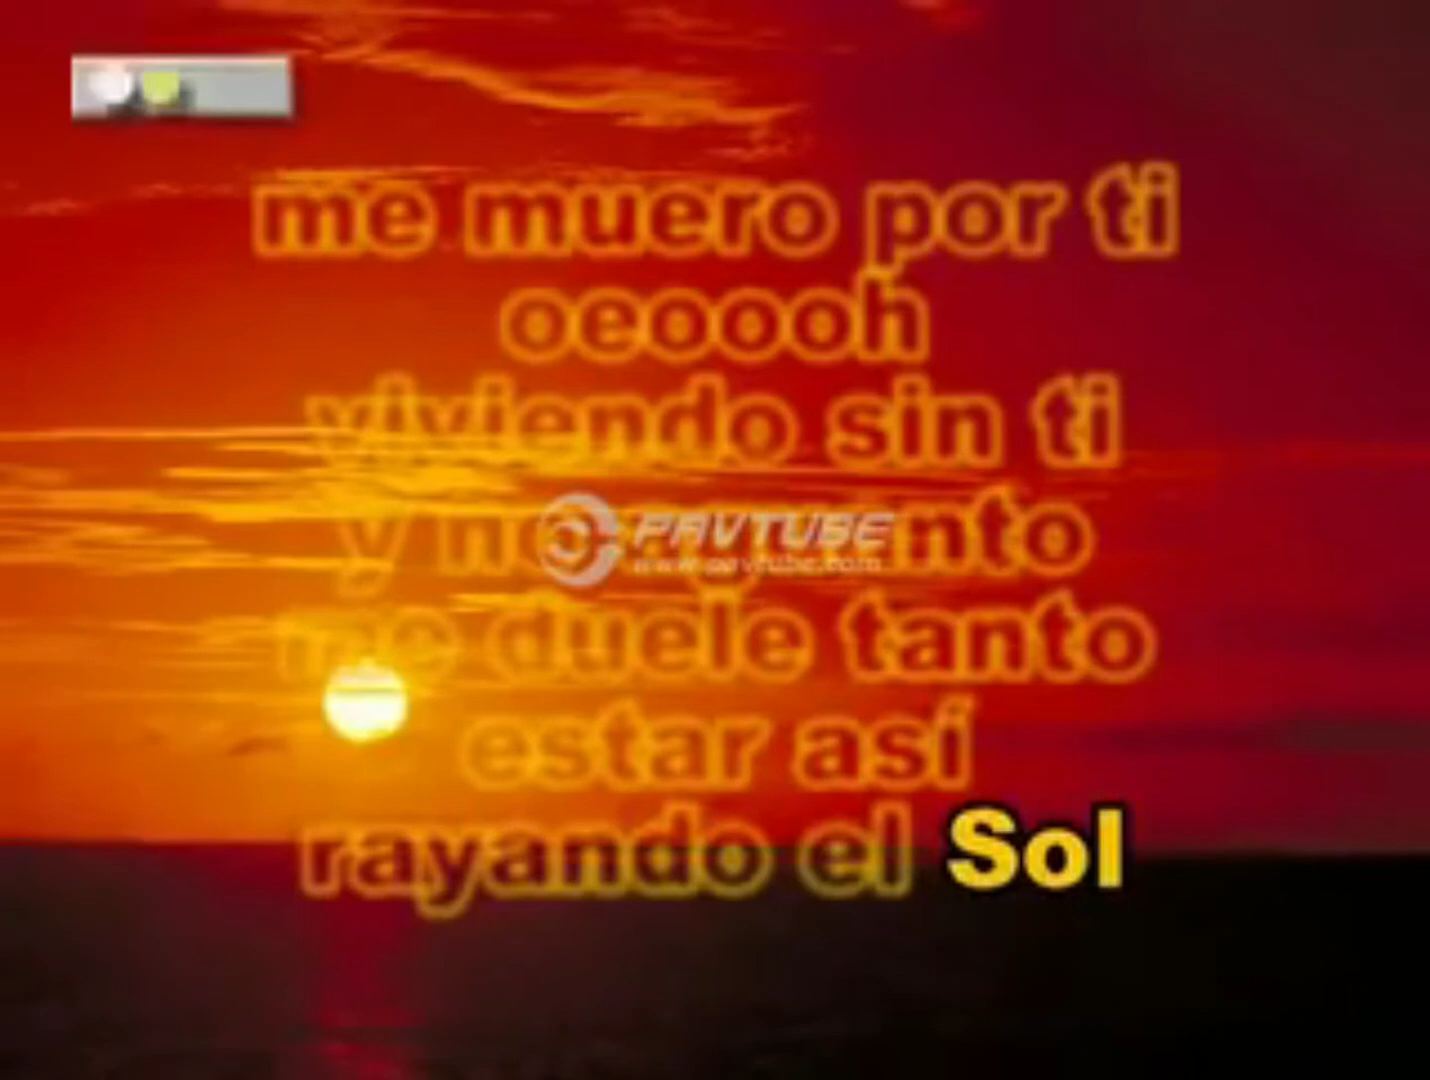 me muero por ti
oeoooh
viviendo sin ti
y no aguanto
PAVTUBE
www.pavtube.com
me duele tanto
estar así
rayando el Sol